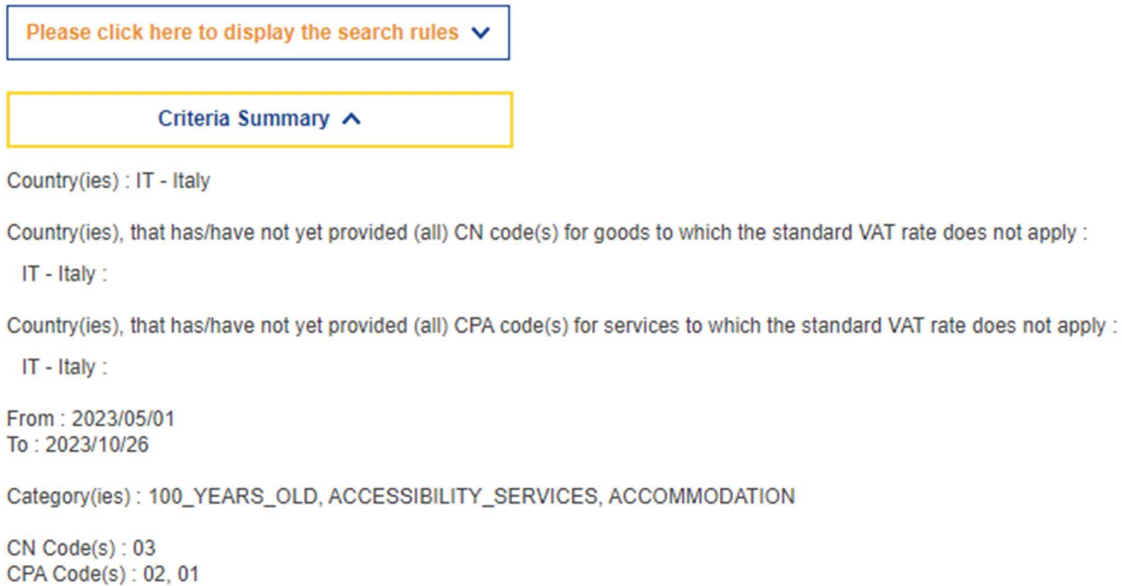 Please click here to display the search rules
Criteria Summary
Country(ies) : IT - Italy
Country(ies), that has/have not yet provided (all) CN code(s) for goods to which the standard VAT rate does not apply :
IT - Italy :
Country(ies), that has/have not yet provided (all) CPA code(s) for services to which the standard VAT rate does not apply :
IT - Italy :
From : 2023/05/01
To : 2023/10/26
Category(ies) : 100_YEARS_OLD, ACCESSIBILITY_SERVICES, ACCOMMODATION
CN Code(s) : 03
CPA Code(s) : 02, 01